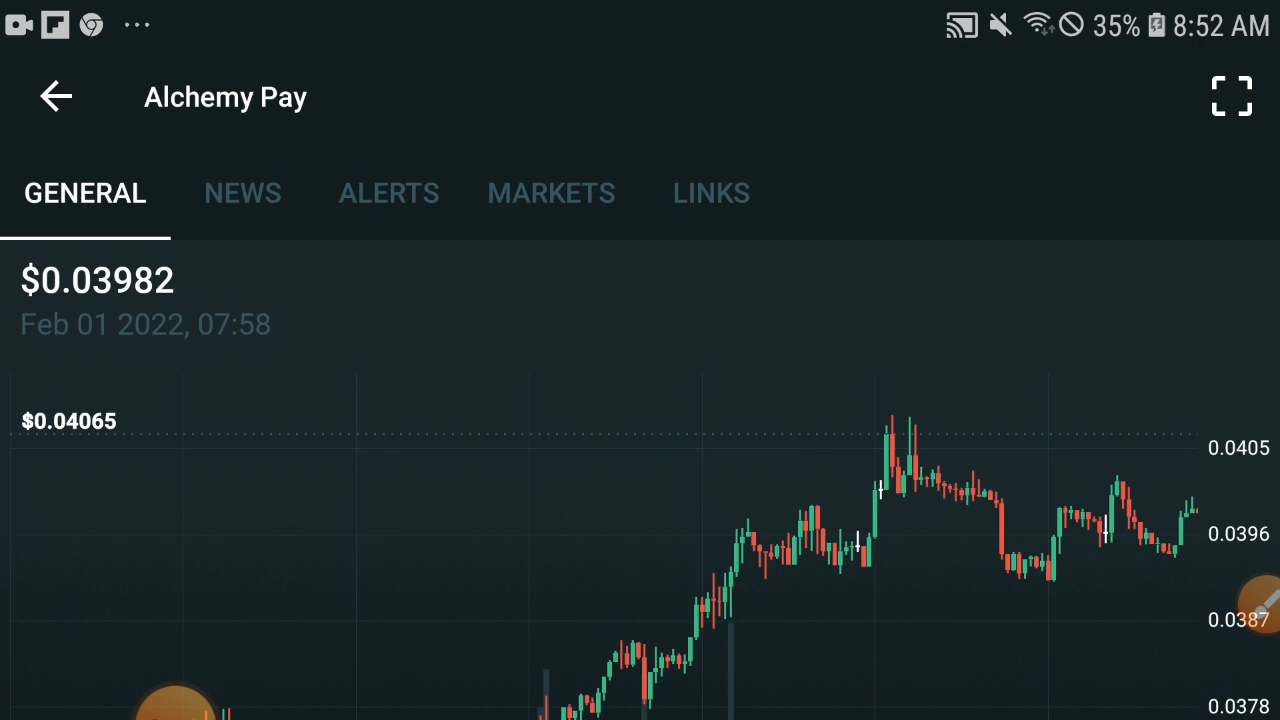 35% 8:52 AM
Alchemy Pay
GENERAL NEWS ALERTS MARKETS LINKS
$0.03982
Feb 01 2022, 07:58
$0.04065
0.0405
0.0396
0.0387
0.0378